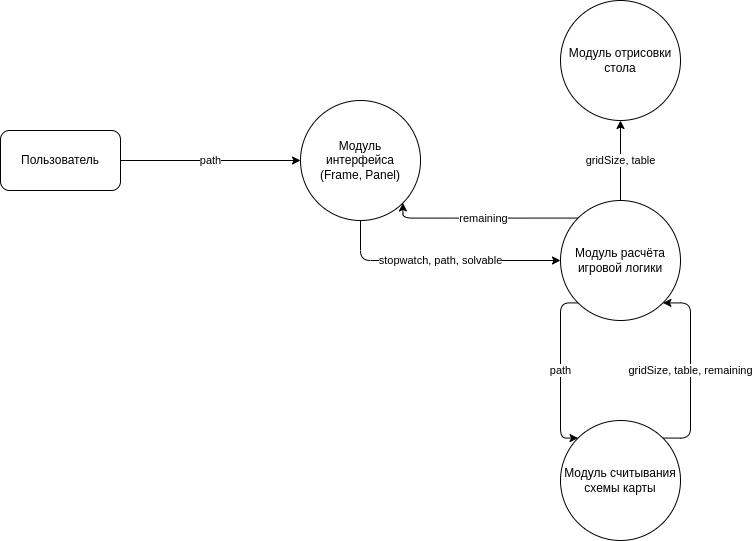 Модуль отрисовки
стола
Модуль
интерфейса
(Frame, Panel)
Пользователь
path
gridSize, table
remaining
stopwatch, path, solvable
Модуль расчёта
игровой логики
path
gridSize, table, remaining
Модуль считывания
схемы карты